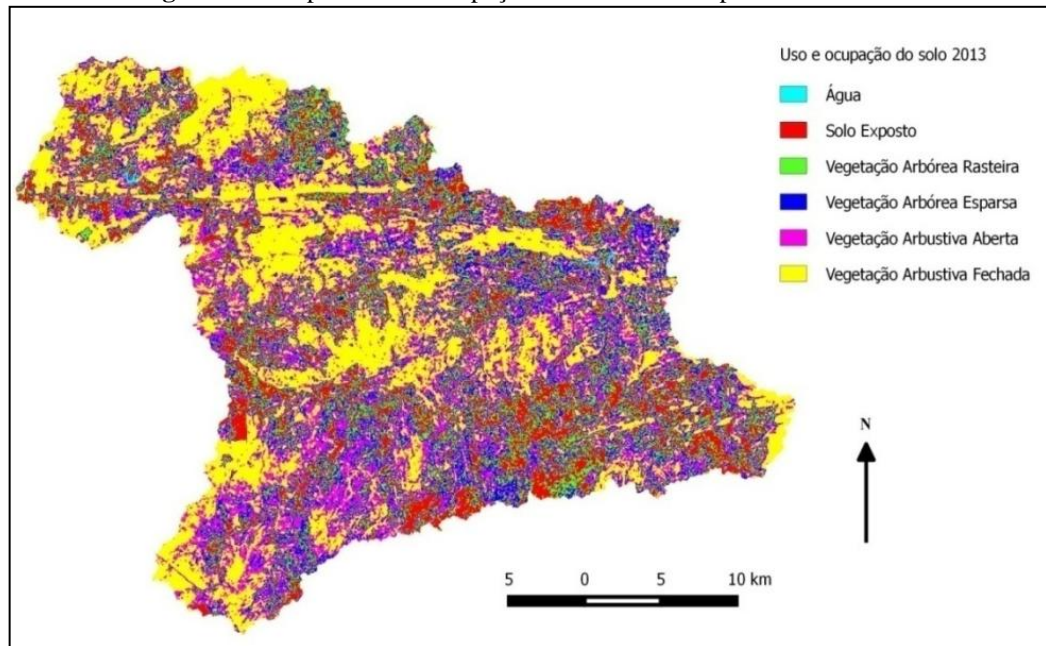 Uso e ocupação do solo 2013
Água
Solo Exposto
Vegetação Arbórea Rasteira
Vegetação Arbórea Esparsa
Vegetação Arbustiva Aberta
Vegetação Arbustiva Fechada
N
5 0 5 10 km